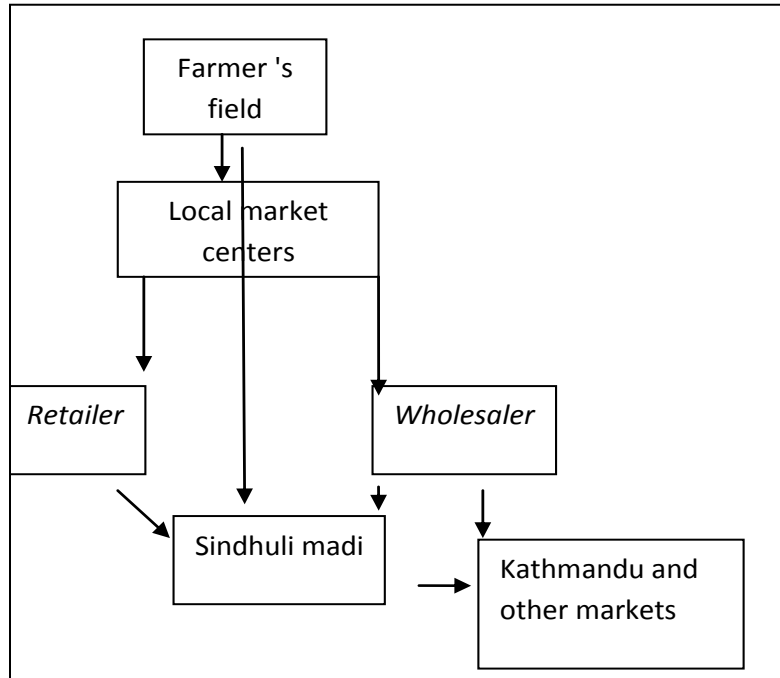 Farmer 's
field
Local market
centers
Retailer
Wholesaler
Sindhuli madi
Kathmandu and
other markets